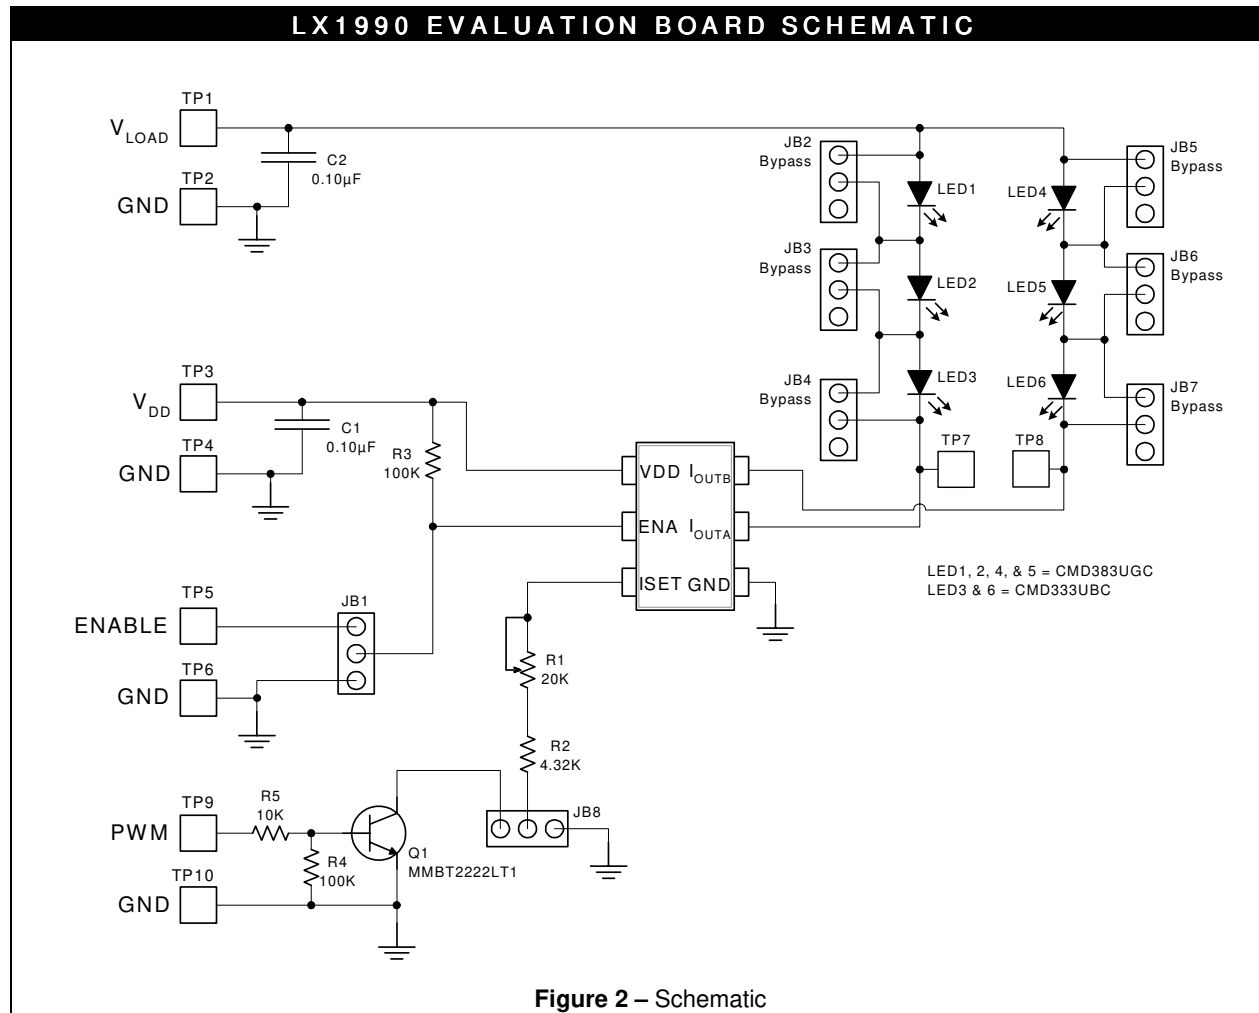 LX1990 EVALUATION BOARD SCHEMATIC
TP1
VLOAD
C2
0.10µF
TP2
GND
JB2
Bypass
LED1
LED4
JB5
Bypass
JB3
Bypass
LED2
LED5
JB6
Bypass
JB4
Bypass
LED3
LED6
JB7
Bypass
TP7
TP8
TP3
VDD
C1
0.10µF
R3
100K
TP4
GND
VDD IOUTB
ENA IOUTA
ISET GND
LED1, 2, 4, & 5 = CMD383UGC
LED3 & 6 = CMD333UBC
TP5
ENABLE
JB1
TP6
GND
R1
20K
R2
4.32K
JB8
TP9
PWM
R5
10K
R4
100K
Q1
MMBT2222LT1
TP10
GND
Figure 2 – Schematic